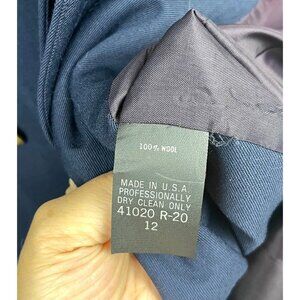 100% WOOL
MADE IN U.S.A
PROFESSIONALLY
DRY CLEAN ONLY
41020 R-20
12